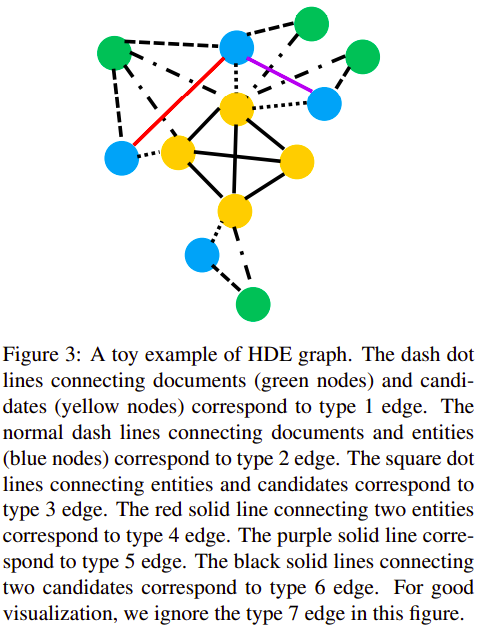 Figure 3: A toy example of HDE graph. The dash dot
lines connecting documents (green nodes) and candi-
dates (yellow nodes) correspond to type 1 edge. The
normal dash lines connecting documents and entities
(blue nodes) correspond to type 2 edge. The square dot
lines connecting entities and candidates correspond to
type 3 edge. The red solid line connecting two entities
correspond to type 4 edge. The purple solid line corre-
spond to type 5 edge. The black solid lines connecting
two candidates correspond to type 6 edge. For good
visualization, we ignore the type 7 edge in this figure.